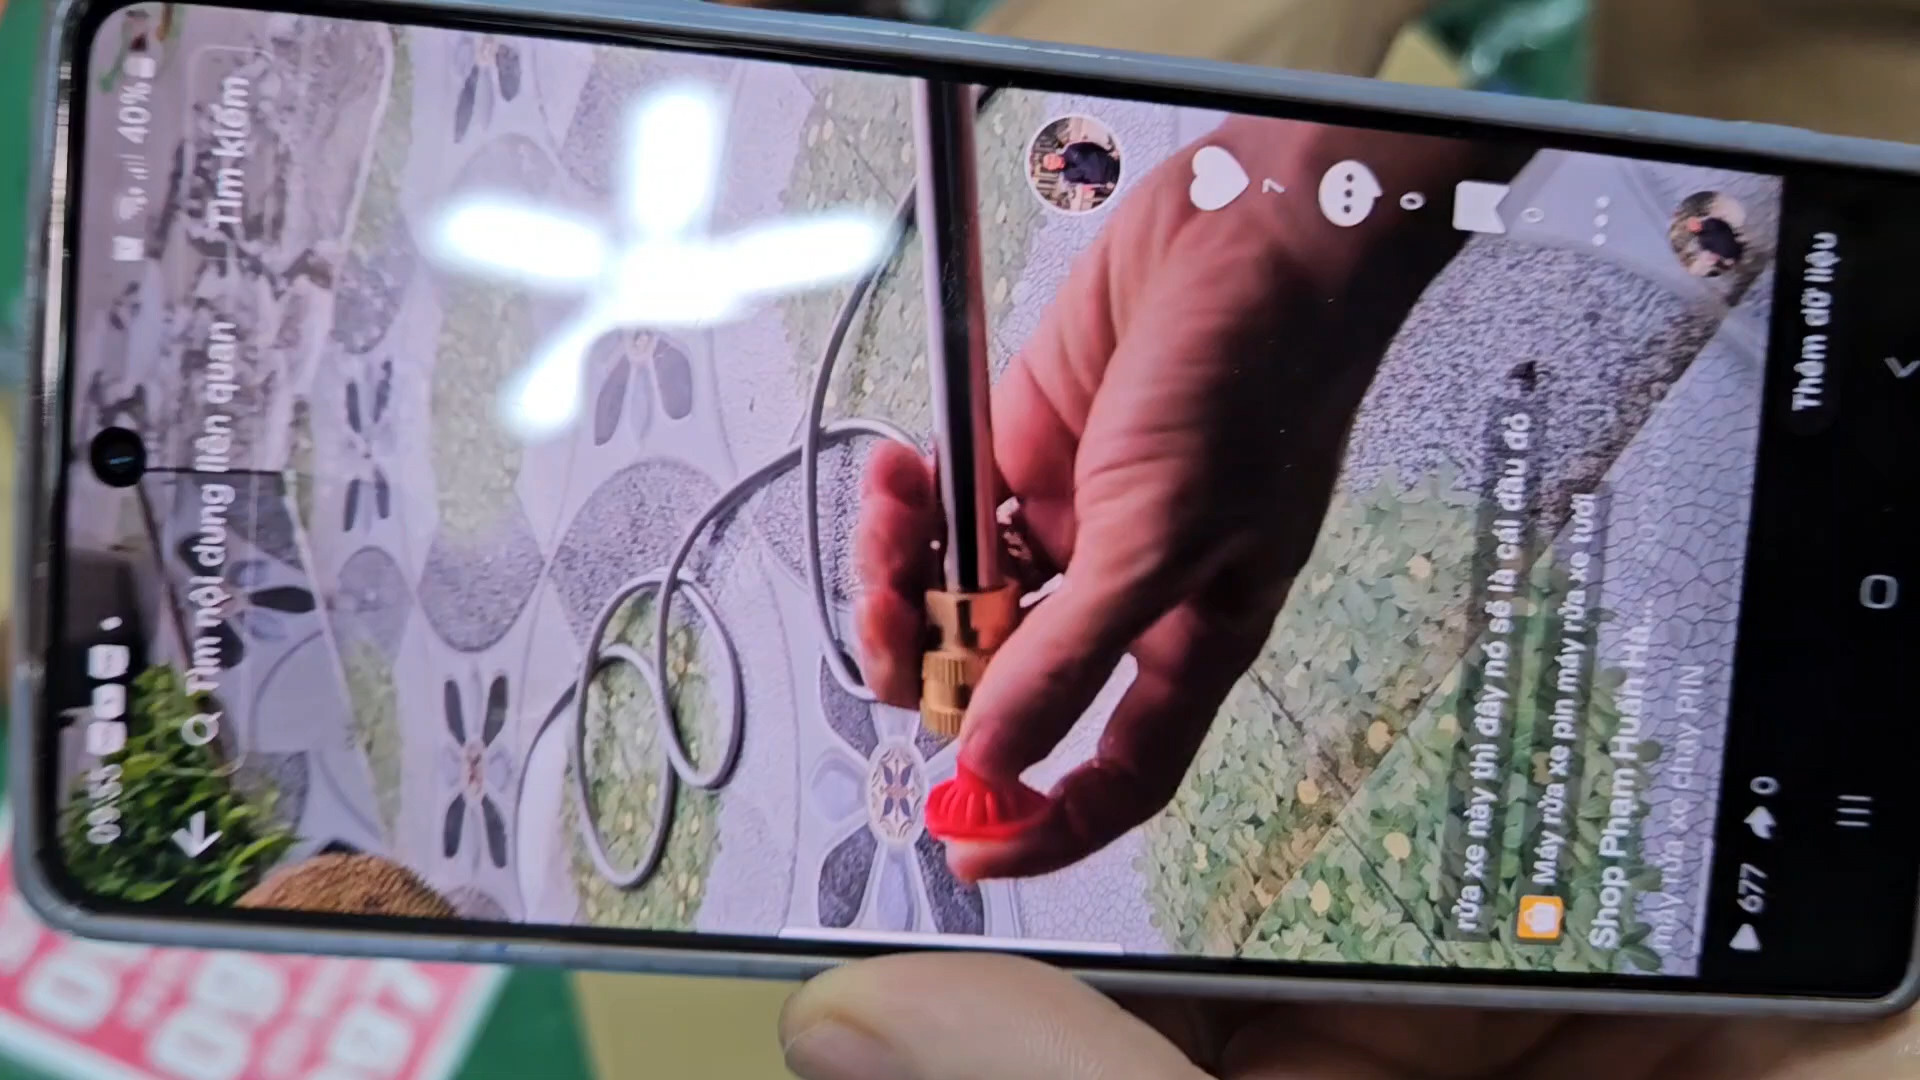 40%
Tìm nội dung liên quan
Tìm kiếm
7
0
0
rửa xe này thì đây nó sẽ là cái đầu đỏ
Máy rửa xe pin máy rửa xe tưới
Shop Phạm Huấn Hà...
máy rửa xe chạy PIN
677
0
Thêm dữ liệu